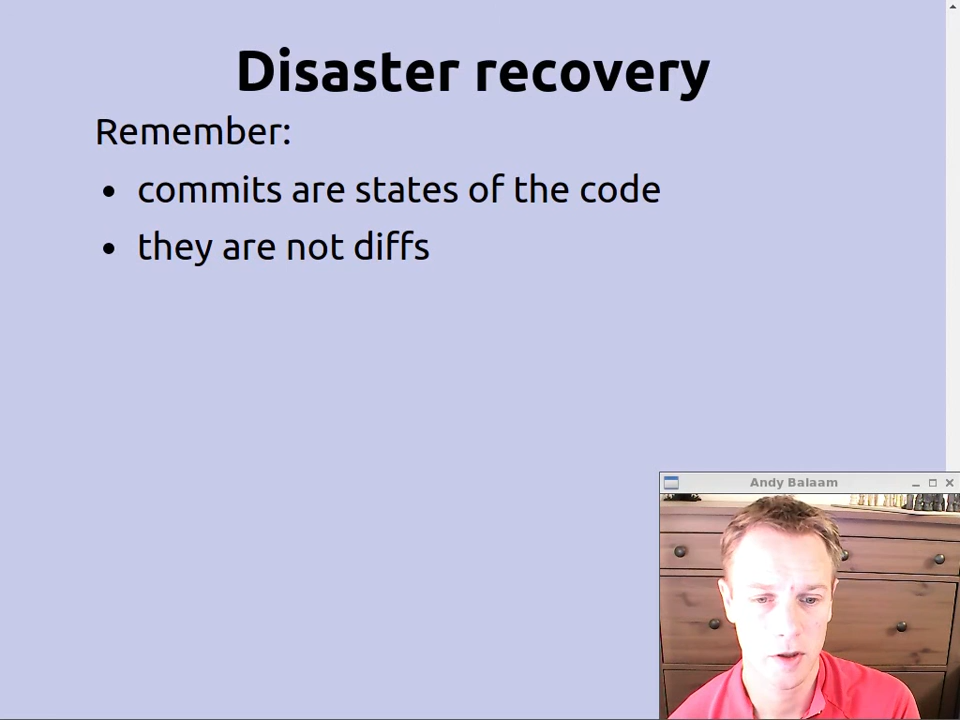 Disaster recovery
Remember:
• commits are states of the code
• they are not diffs
Andy Balaam